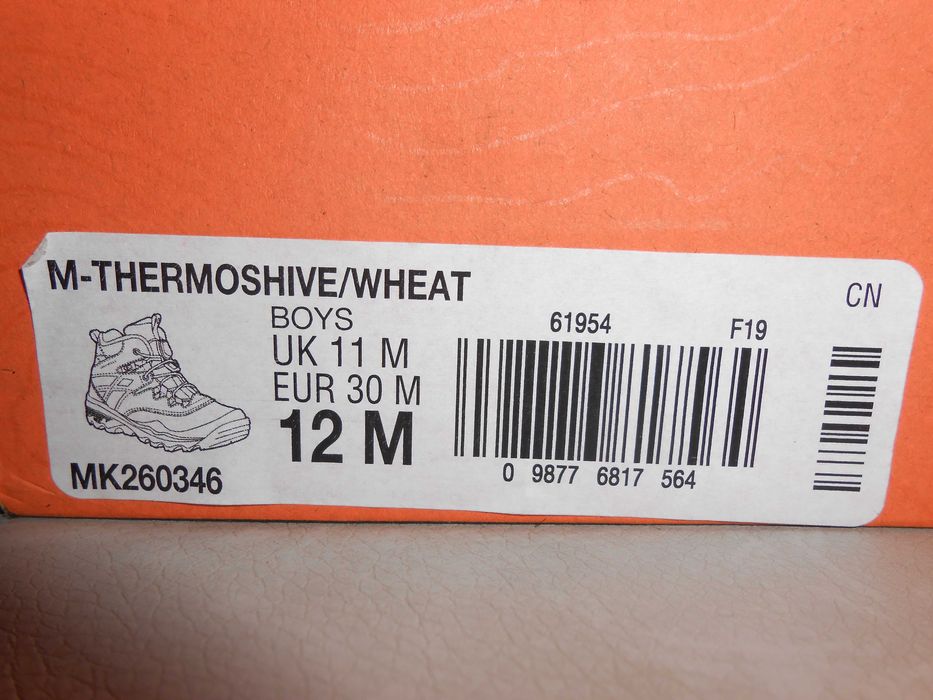 M-THERMOSHIVE/WHEAT
BOYS
UK 11 M
EUR 30 M
12 M
MK260346
61954
F19
0 9877 6817 564
CN